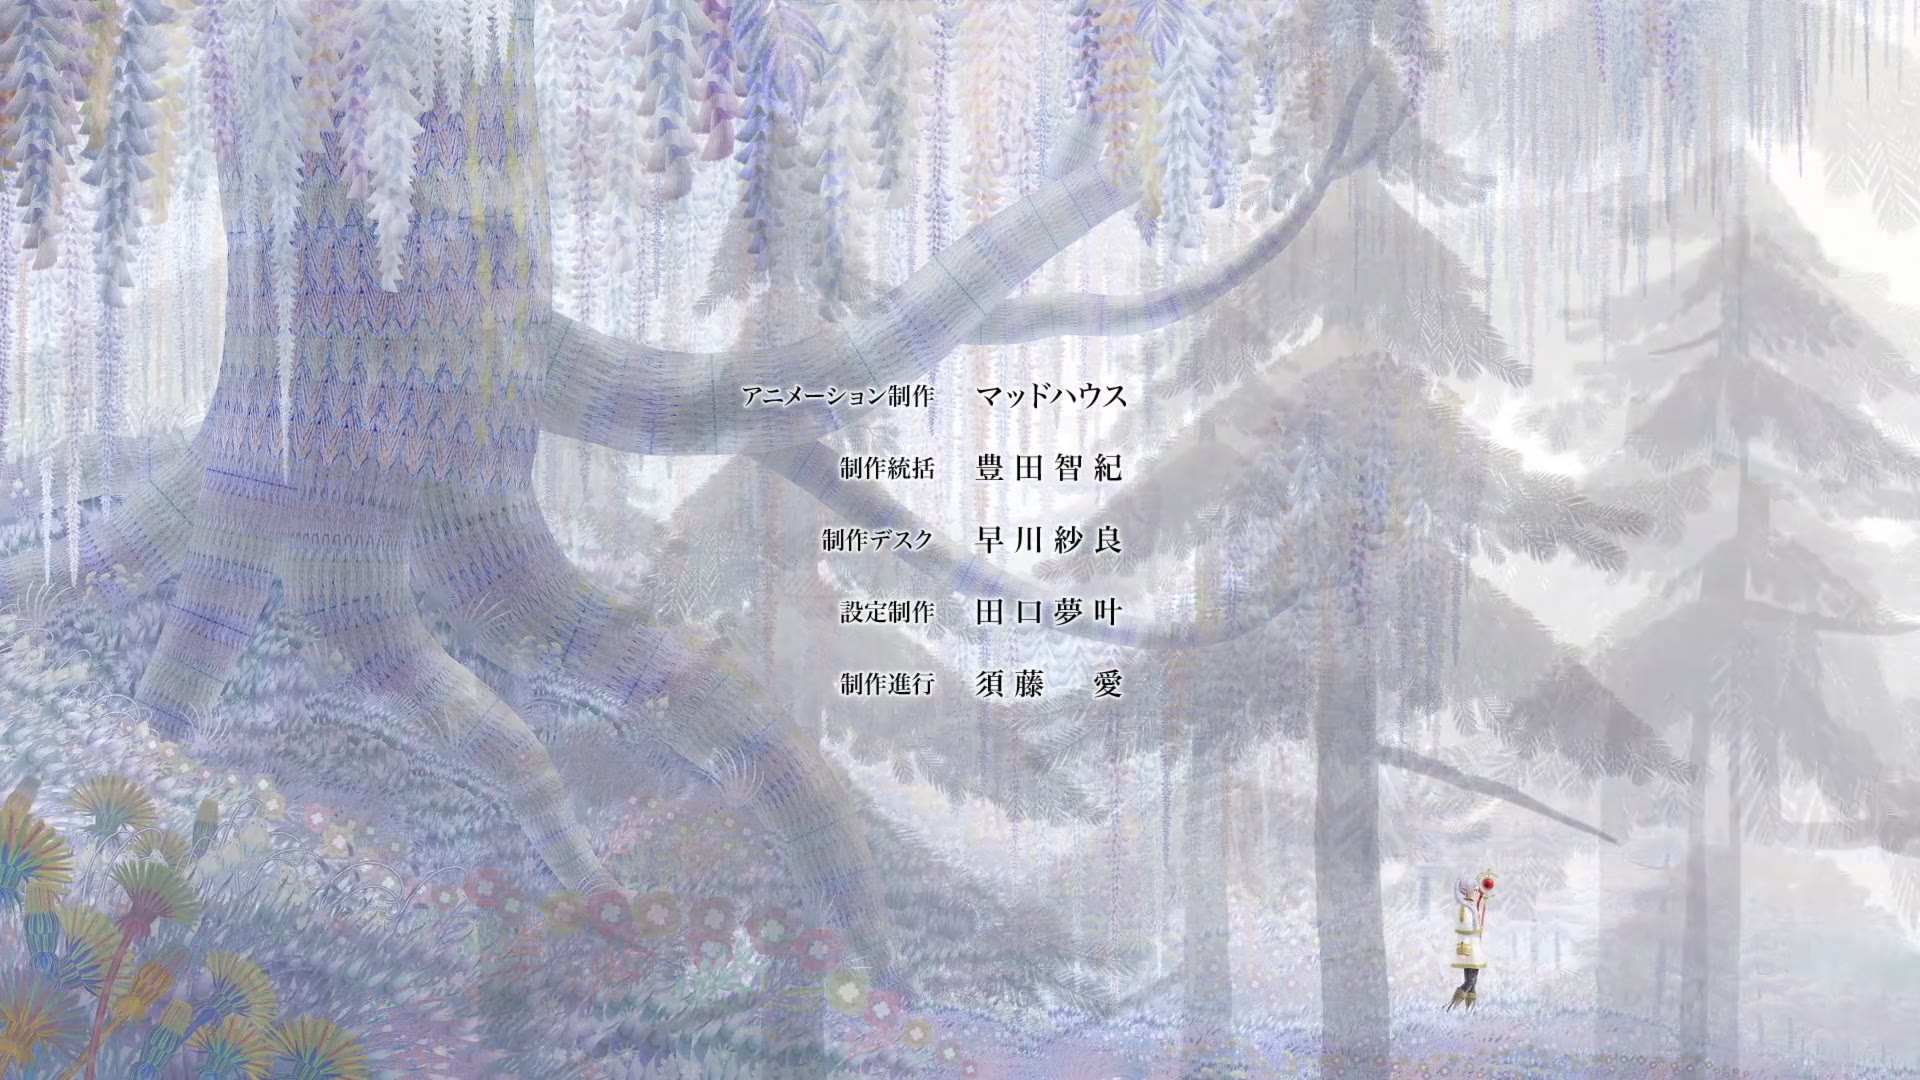 アニメーション制作 マッドハウス
制作統括 豊田智紀
制作デスク 早川紗良
設定制作 田口夢叶
制作進行 須藤 愛